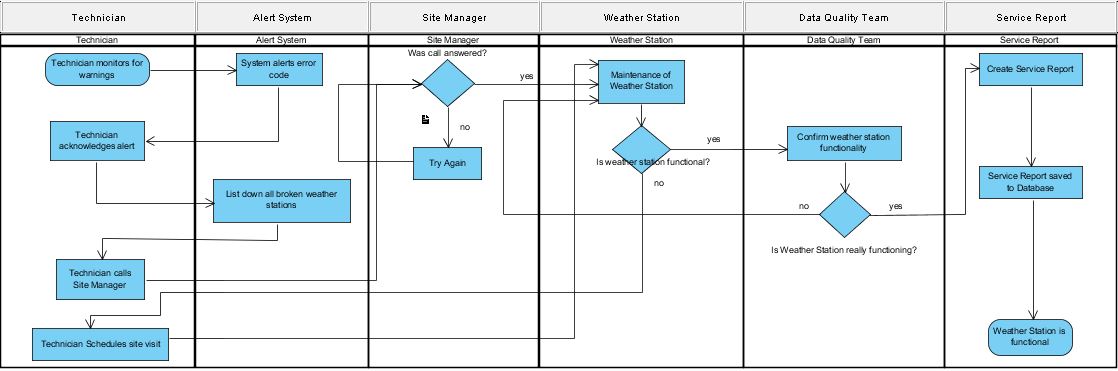 Technician
Alert System
Site Manager
Weather Station
Data Quality Team
Service Report
Technician
Alert System
Site Manager
Weather Station
Data Quality Team
Service Report
Technician monitors for
warnings
System alerts error
code
Was call answered?
yes
no
Try Again
Technician
acknowledges alert
List down all broken weather
stations
Technician calls
Site Manager
Technician Schedules site visit
Maintenance of
Weather Station
Is weather station functional?
yes
no
Confirm weather station
functionality
no
yes
Is Weather Station really functioning?
Create Service Report
Service Report saved
to Database
Weather Station is
functional